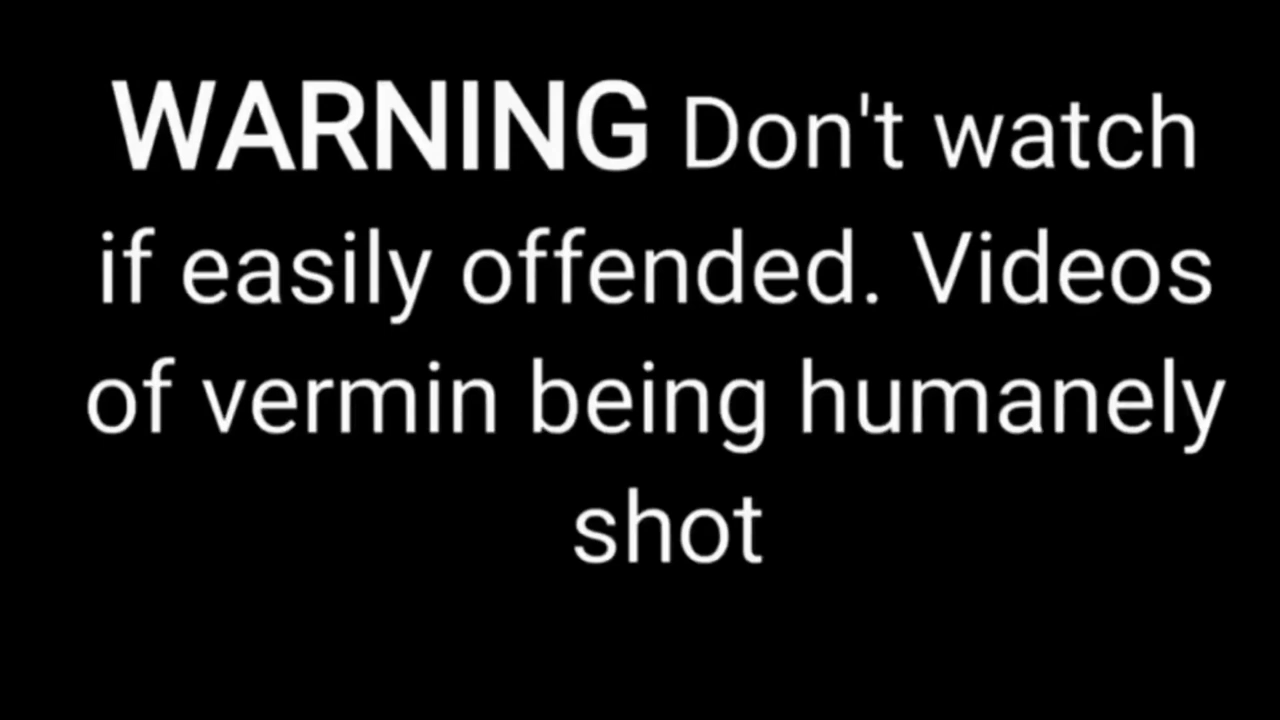 WARNING Don't watch
if easily offended. Videos
of vermin being humanely
shot